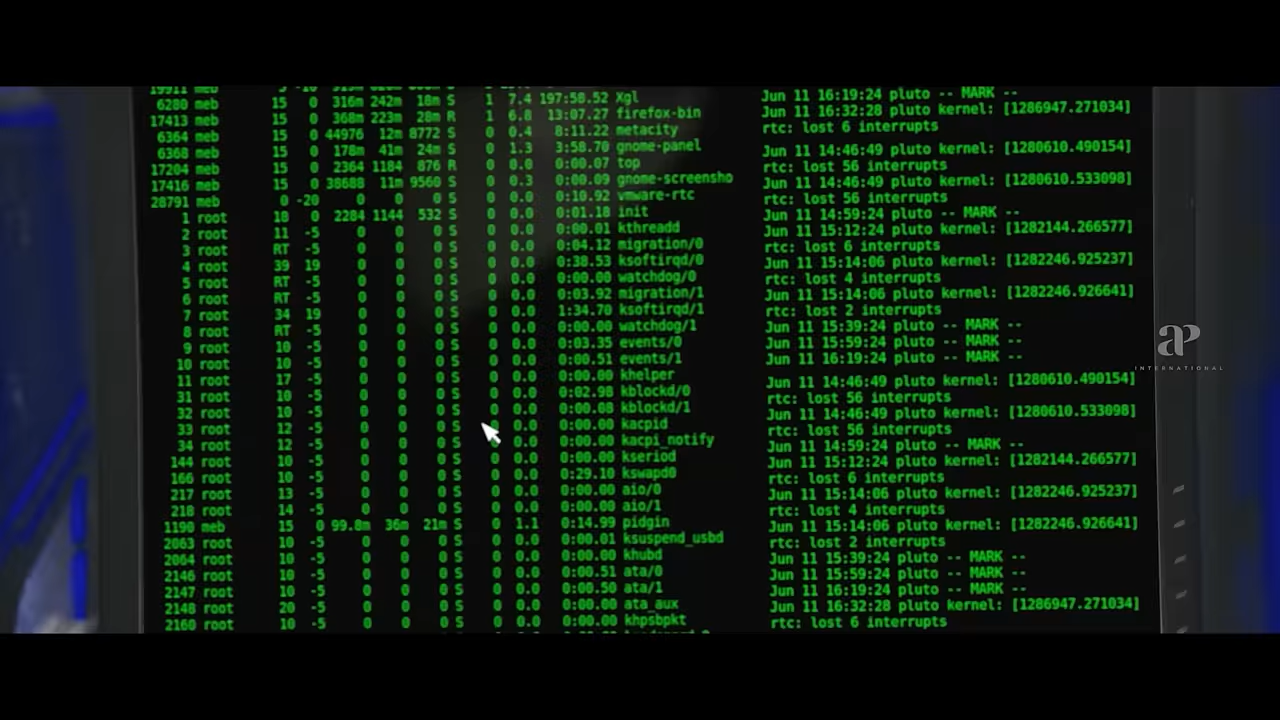 19911 meb
6280 meb 15 0 316m 242m 18m S 1 7.4 197:58.52 Xgl
17413 meb 15 0 368m 223m 28m R 1 6.8 13:07.27 firefox-bin
6364 meb 15 0 44976 12m 8772 S 0 0.4 8:11.22 metacity
6368 meb 15 0 178m 41m 24m S 0 1.3 3:58.70 gnome-panel
17204 meb 15 0 2364 1184 876 R 0 0.0 0:00.07 top
17416 meb 15 0 38688 11m 9560 S 0 0.3 0:00.09 gnome-screensho
28791 meb 0 -20 0 0 0 S 0 0.0 0:10.92 vmware-rtc
1 root 18 0 2284 1144 532 S 0 0.0 0:01.18 init
2 root 11 -5 0 0 0 S 0 0.0 0:00.01 kthreadd
3 root RT -5 0 0 0 S 0 0.0 0:04.12 migration/0
4 root 39 19 0 0 0 S 0 0.0 0:38.53 ksoftirqd/0
5 root RT -5 0 0 0 S 0 0.0 0:00.00 watchdog/0
6 root RT -5 0 0 0 S 0 0.0 0:03.92 migration/1
7 root 34 19 0 0 0 S 0 0.0 1:34.70 ksoftirqd/1
8 root RT -5 0 0 0 S 0 0.0 0:00.00 watchdog/1
9 root 10 -5 0 0 0 S 0 0.0 0:03.35 events/0
10 root 10 -5 0 0 0 S 0 0.0 0:00.51 events/1
11 root 17 -5 0 0 0 S 0 0.0 0:00.00 khelper
31 root 10 -5 0 0 0 S 0 0.0 0:02.98 kblockd/0
32 root 10 -5 0 0 0 S 0 0.0 0:00.08 kblockd/1
33 root 12 -5 0 0 0 S 0 0.0 0:00.00 kacpid
34 root 12 -5 0 0 0 S 0 0.0 0:00.00 kacpi_notify
144 root 10 -5 0 0 0 S 0 0.0 0:00.00 kseriod
166 root 10 -5 0 0 0 S 0 0.0 0:29.10 kswapd0
217 root 13 -5 0 0 0 S 0 0.0 0:00.00 aio/0
218 root 14 -5 0 0 0 S 0 0.0 0:00.00 aio/1
1190 meb 15 0 99.8m 36m 21m S 0 1.1 0:14.99 pidgin
2063 root 10 -5 0 0 0 S 0 0.0 0:00.01 ksuspend_usbd
2064 root 10 -5 0 0 0 S 0 0.0 0:00.00 khubd
2146 root 10 -5 0 0 0 S 0 0.0 0:00.51 ata/0
2147 root 10 -5 0 0 0 S 0 0.0 0:00.50 ata/1
2148 root 20 -5 0 0 0 S 0 0.0 0:00.00 ata_aux
2160 root 10 -5 0 0 0 S 0 0.0 0:00.00 khpsbpkt
Jun 11 16:19:24 pluto -- MARK --
Jun 11 16:32:28 pluto kernel: [1286947.271034]
rtc: lost 6 interrupts
Jun 11 14:46:49 pluto kernel: [1280610.490154]
rtc: lost 56 interrupts
Jun 11 14:46:49 pluto kernel: [1280610.533098]
rtc: lost 56 interrupts
Jun 11 14:59:24 pluto -- MARK --
Jun 11 15:12:24 pluto kernel: [1282144.266577]
rtc: lost 6 interrupts
Jun 11 15:14:06 pluto kernel: [1282246.925237]
rtc: lost 4 interrupts
Jun 11 15:14:06 pluto kernel: [1282246.926641]
rtc: lost 2 interrupts
Jun 11 15:39:24 pluto -- MARK --
Jun 11 15:59:24 pluto -- MARK --
Jun 11 16:19:24 pluto -- MARK --
Jun 11 14:46:49 pluto kernel: [1280610.490154]
rtc: lost 56 interrupts
Jun 11 14:46:49 pluto kernel: [1280610.533098]
rtc: lost 56 interrupts
Jun 11 14:59:24 pluto -- MARK --
Jun 11 15:12:24 pluto kernel: [1282144.266577]
rtc: lost 6 interrupts
Jun 11 15:14:06 pluto kernel: [1282246.925237]
rtc: lost 4 interrupts
Jun 11 15:14:06 pluto kernel: [1282246.926641]
rtc: lost 2 interrupts
Jun 11 15:39:24 pluto -- MARK --
Jun 11 15:59:24 pluto -- MARK --
Jun 11 16:19:24 pluto -- MARK --
Jun 11 16:32:28 pluto kernel: [1286947.271034]
rtc: lost 6 interrupts
aP
INTERNATIONAL